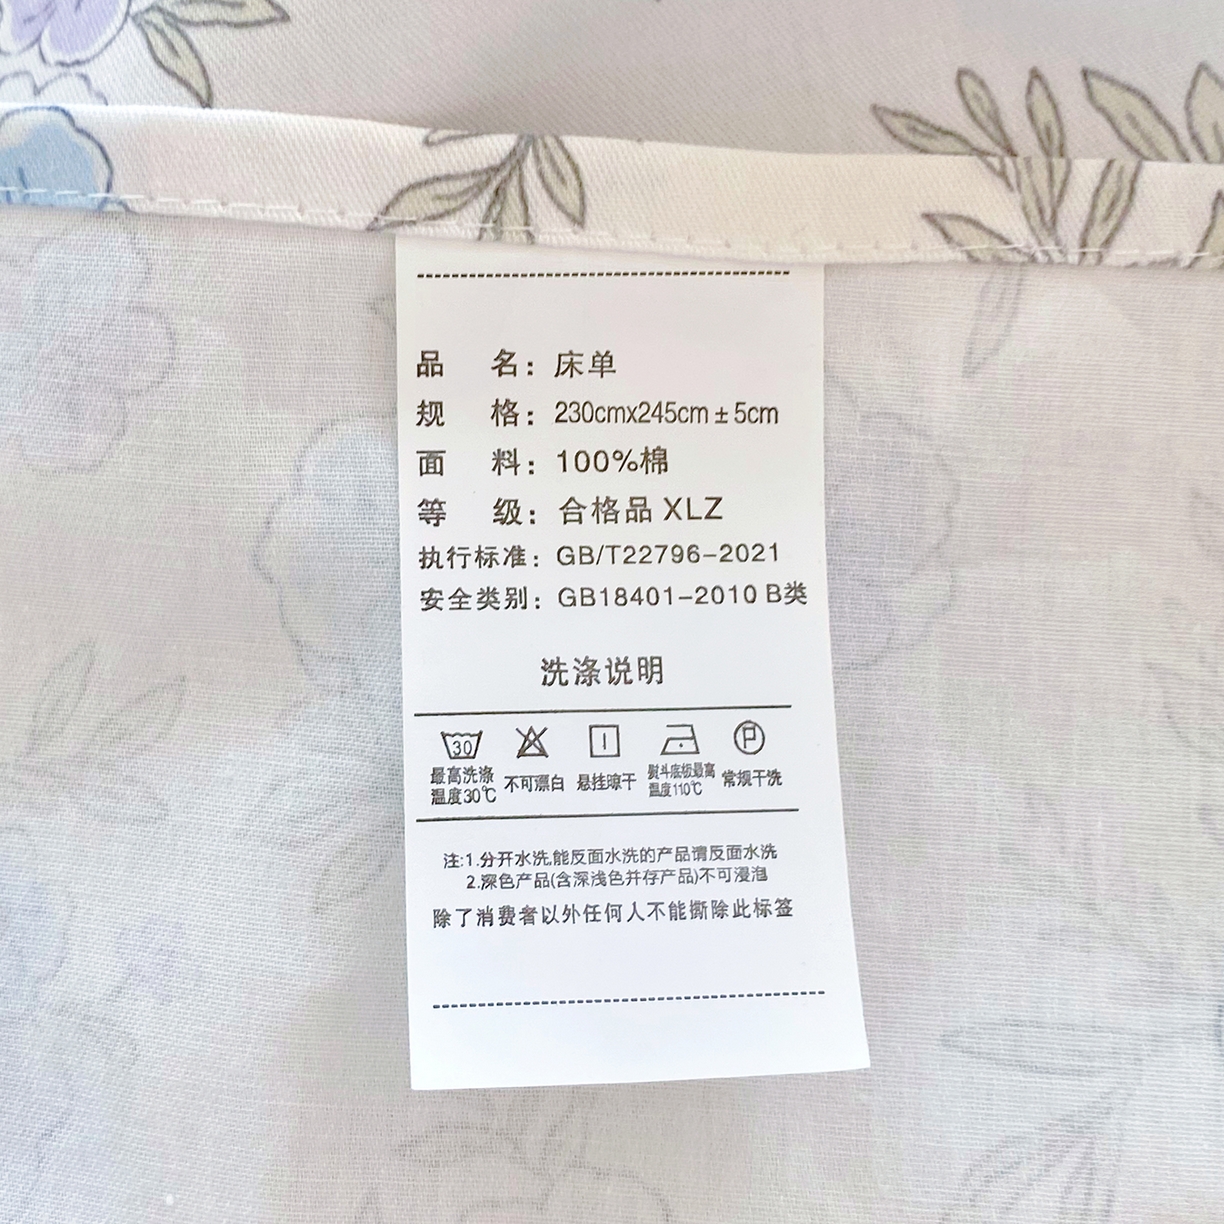 品 名：床单
规 格：230cmx245cm±5cm
面 料：100%棉
等 级：合格品 XLZ
执行标准：GB/T22796-2021
安全类别：GB18401-2010 B类
洗涤说明
30
最高洗涤温度30℃
不可漂白
悬挂晾干
熨斗底板最高温度110℃
P
常规干洗
注:1.分开水洗,能反面水洗的产品请反面水洗
2.深色产品(含深浅色并存产品)不可浸泡
除了消费者以外任何人不能撕除此标签